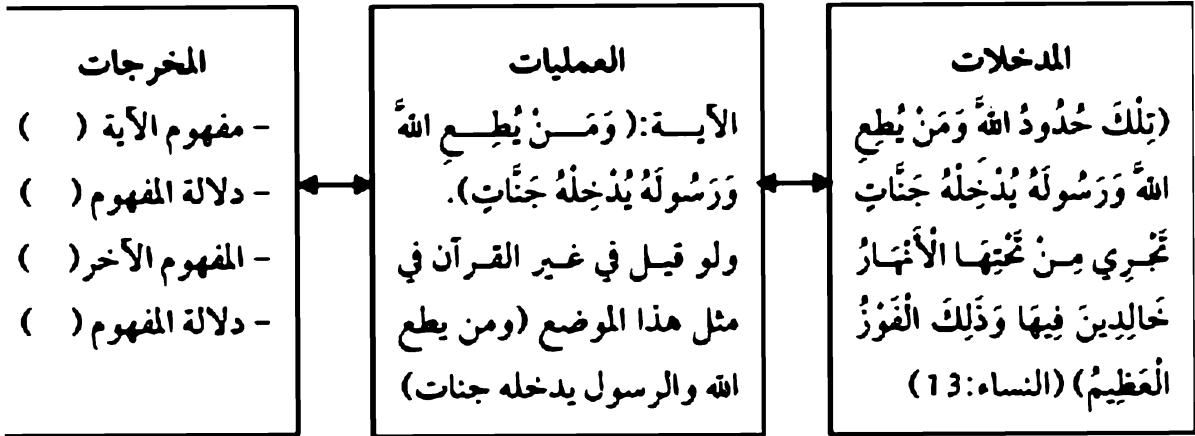 المدخلات
(تِلْكَ حُدُودُ اللهَّ وَمَنْ يُطِعِ
اللهَّ وَرَسُولَهُ يُدْخِلْهُ جَنَّاتٍ
تَجْرِي مِنْ تَحْتِهَا الْأَنْهَارُ
خَالِدِينَ فِيهَا وَذَلِكَ الْفَوْزُ
الْعَظِيمُ) (النساء:13)
العمليات
الآيــة:( وَمَــنْ يُطِــعِ اللهَّ
وَرَسُولَهُ يُدْخِلْهُ جَنَّاتٍ).
ولو قيـل في غـير القـرآن في
مثل هذا الموضع (ومن يطع
الله والرسول يدخله جنات)
المخرجات
- مفهوم الآية ( )
- دلالة المفهوم ( )
- المفهوم الآخر( )
- دلالة المفهوم ( )